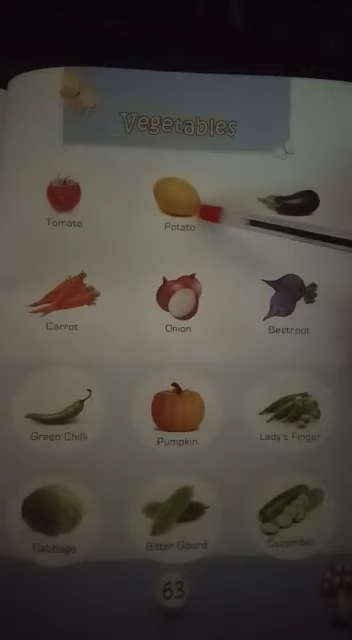 Vegetables
Tomato
Potato
Carrot
Onion
Beetroot
Green Chilli
Pumpkin
Lady's Finger
Cabbage
Bitter Gourd
Cucumber
63